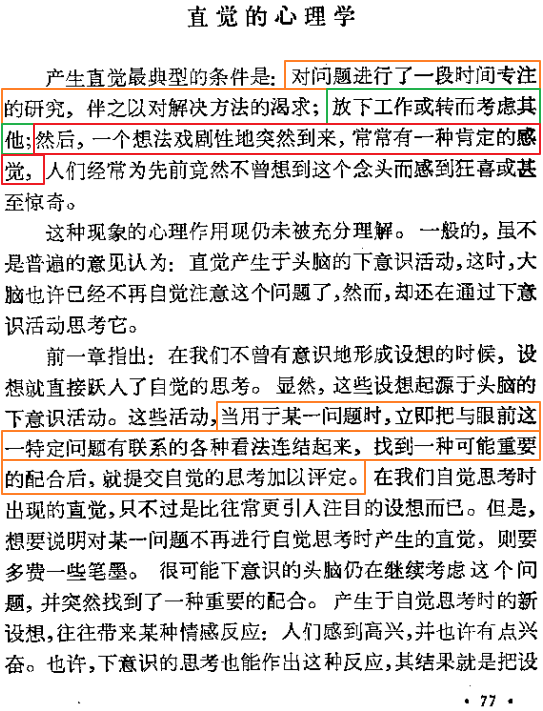 直觉的心理学
产生直觉最典型的条件是：对问题进行了一段时间专注
的研究，伴之以对解决方法的渴求；放下工作或转而考虑其
他；然后，一个想法戏剧性地突然到来，常常有一种肯定的感
觉，人们经常为先前竟然不曾想到这个念头而感到狂喜或甚
至惊奇。
这种现象的心理作用现仍未被充分理解。一般的，虽不
是普遍的意见认为：直觉产生于头脑的下意识活动，这时，大
脑也许已经不再自觉注意这个问题了，然而，却还在通过下意
识活动思考它。
前一章指出：在我们不曾有意识地形成设想的时候，设
想就直接跃人了自觉的思考。显然，这些设想起源于头脑的
下意识活动。这些活动，当用于某一问题时，立即把与眼前这
一特定问题有联系的各种看法连结起来，找到一种可能重要
的配合后，就提交自觉的思考加以评定。在我们自觉思考时
出现的直觉，只不过是比往常更引人注目的设想而已。但是，
想要说明对某一问题不再进行自觉思考时产生的直觉，则要
多费一些笔墨。很可能下意识的头脑仍在继续考虑这个问
题，并突然找到了一种重要的配合。产生于自觉思考时的新
设想，往往带来某种情感反应：人们感到高兴，并也许有点兴
奋。也许，下意识的思考也能作出这种反应，其结果就是把设
• 77 •